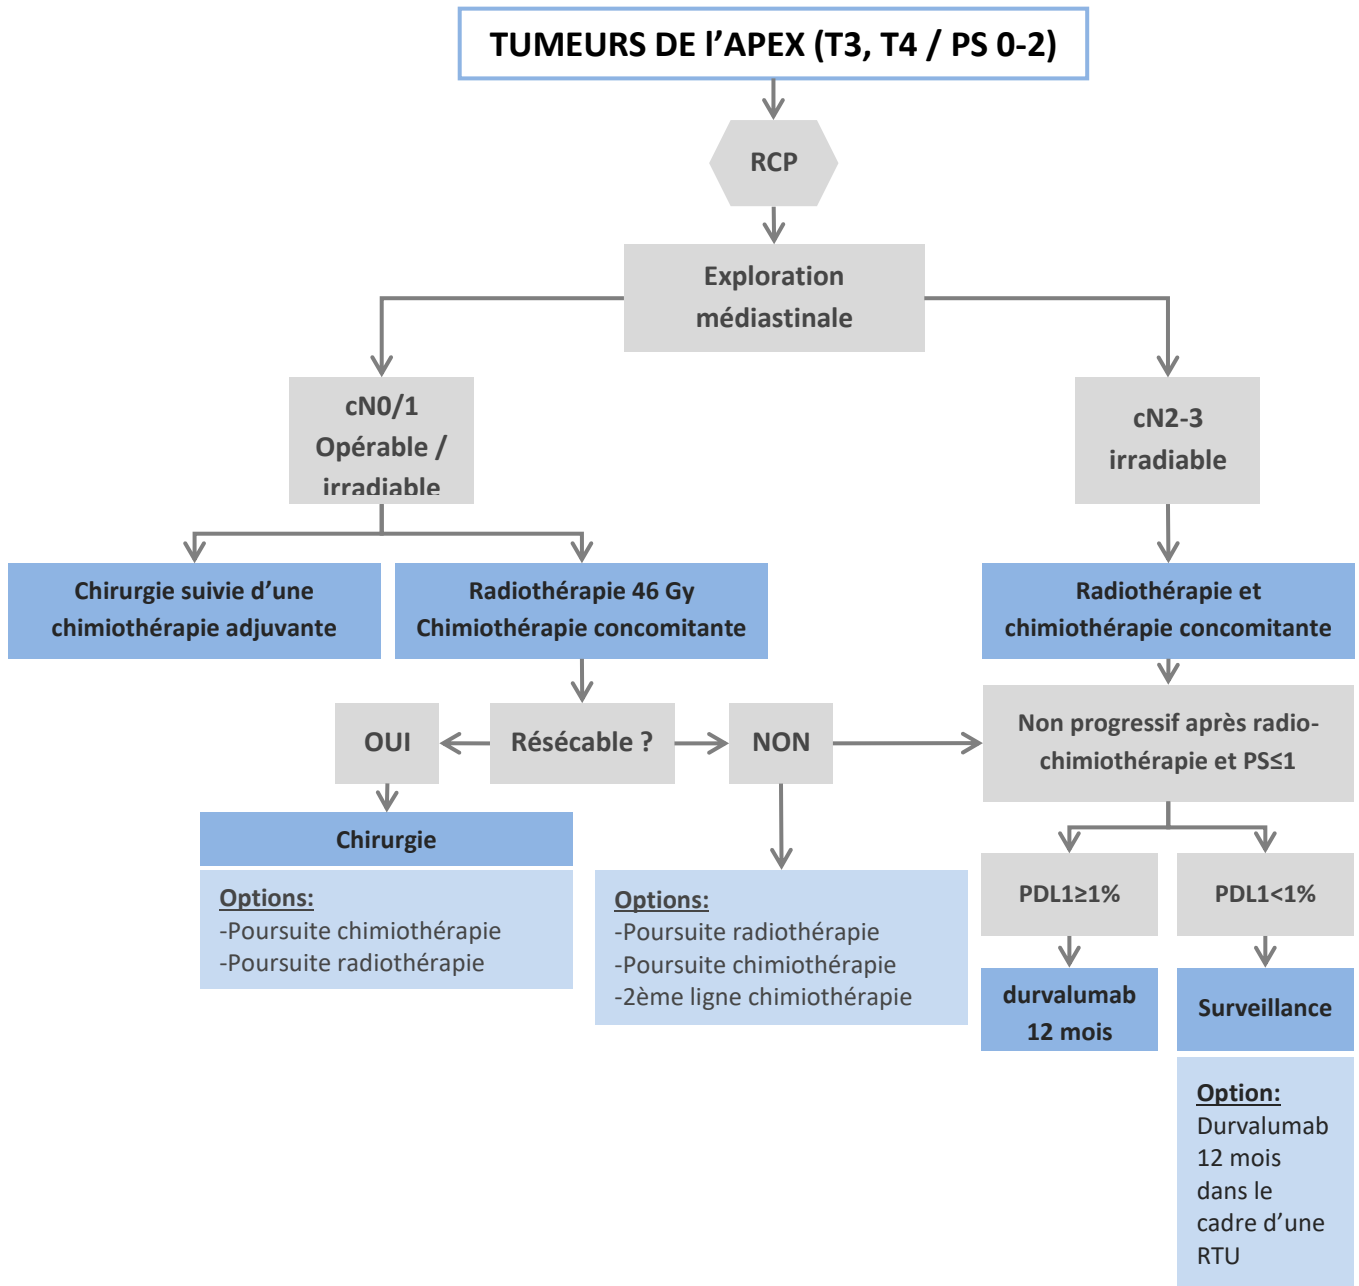 TUMEURS DE l’APEX (T3, T4 / PS 0-2)
RCP
Exploration
médiastinale
cN0/1
Opérable /
irradiable
cN2-3
irradiable
Chirurgie suivie d’une
chimiothérapie adjuvante
Radiothérapie 46 Gy
Chimiothérapie concomitante
Radiothérapie et
chimiothérapie concomitante
OUI
Résécable ?
NON
Non progressif après radio-
chimiothérapie et PS≤1
Chirurgie
Options:
-Poursuite chimiothérapie
-Poursuite radiothérapie
Options:
-Poursuite radiothérapie
-Poursuite chimiothérapie
-2ème ligne chimiothérapie
PDL1≥1%
PDL1<1%
durvalumab
12 mois
Surveillance
Option:
Durvalumab
12 mois
dans le
cadre d’une
RTU